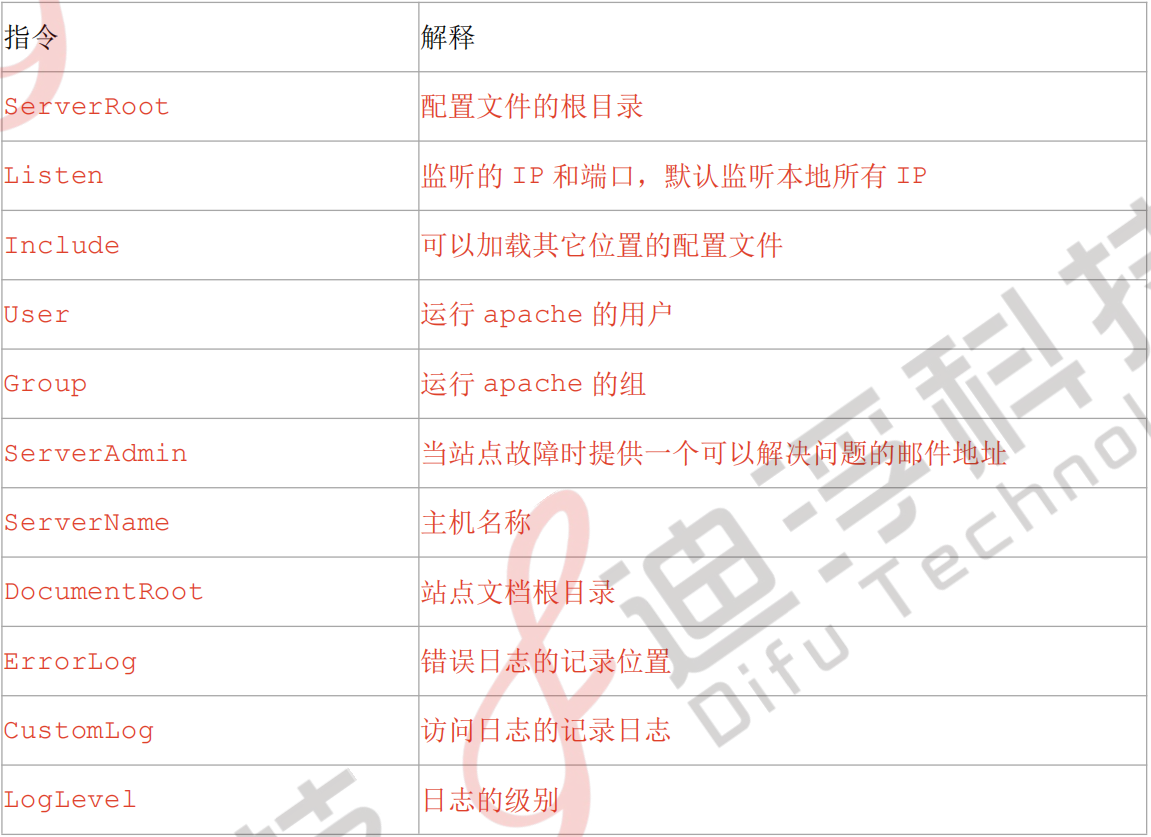 指令 解释
ServerRoot 配置文件的根目录
Listen 监听的 IP 和端口，默认监听本地所有 IP
Include 可以加载其它位置的配置文件
User 运行 apache 的用户
Group 运行 apache 的组
ServerAdmin 当站点故障时提供一个可以解决问题的邮件地址
ServerName 主机名称
DocumentRoot 站点文档根目录
ErrorLog 错误日志的记录位置
CustomLog 访问日志的记录日志
LogLevel 日志的级别
迪浮科技
Difu Technol